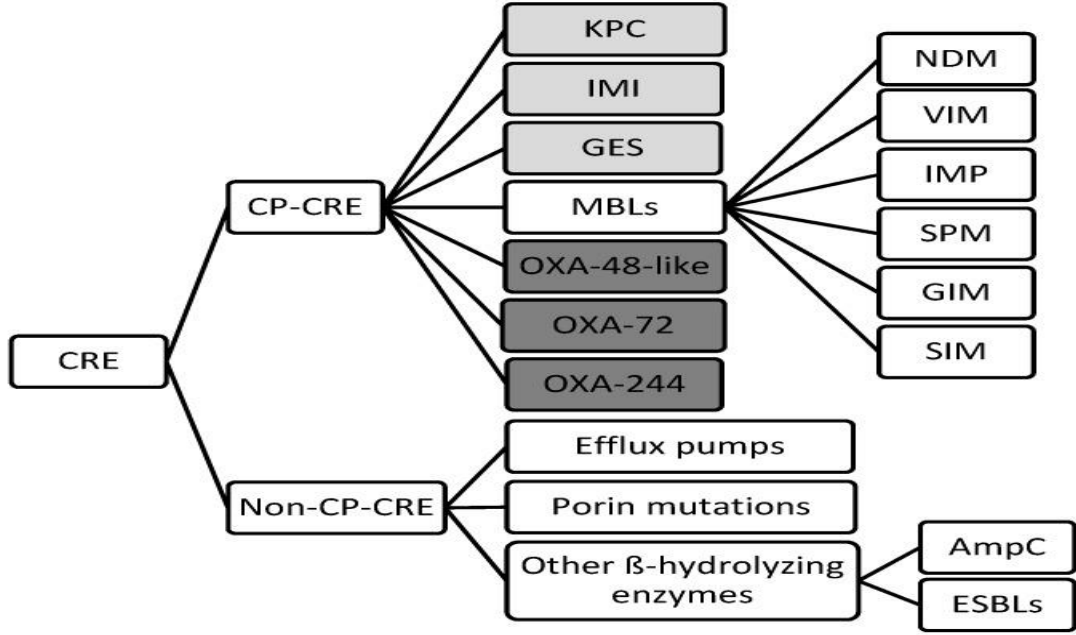 KPC
IMI
GES
MBLs
OXA-48-like
OXA-72
OXA-244
NDM
VIM
IMP
SPM
GIM
SIM
CP-CRE
CRE
Non-CP-CRE
Efflux pumps
Porin mutations
Other ß-hydrolyzing
enzymes
AmpC
ESBLs